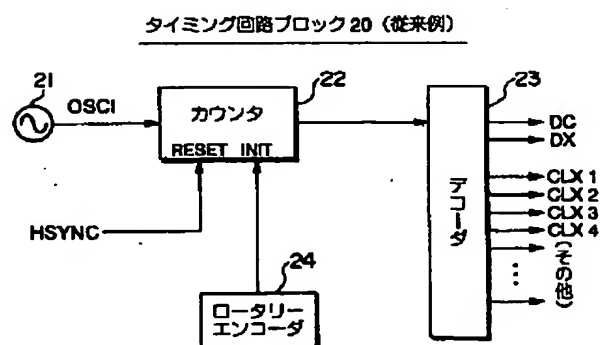 タイミング回路ブロック20(従来例)
21
OSCI
22
カウンタ
RESET INIT
HSYNC
24
ロータリー
エンコーダ
23
デコーダ
DC
DX
CLX 1
CLX 2
CLX 3
CLX 4
(その他)